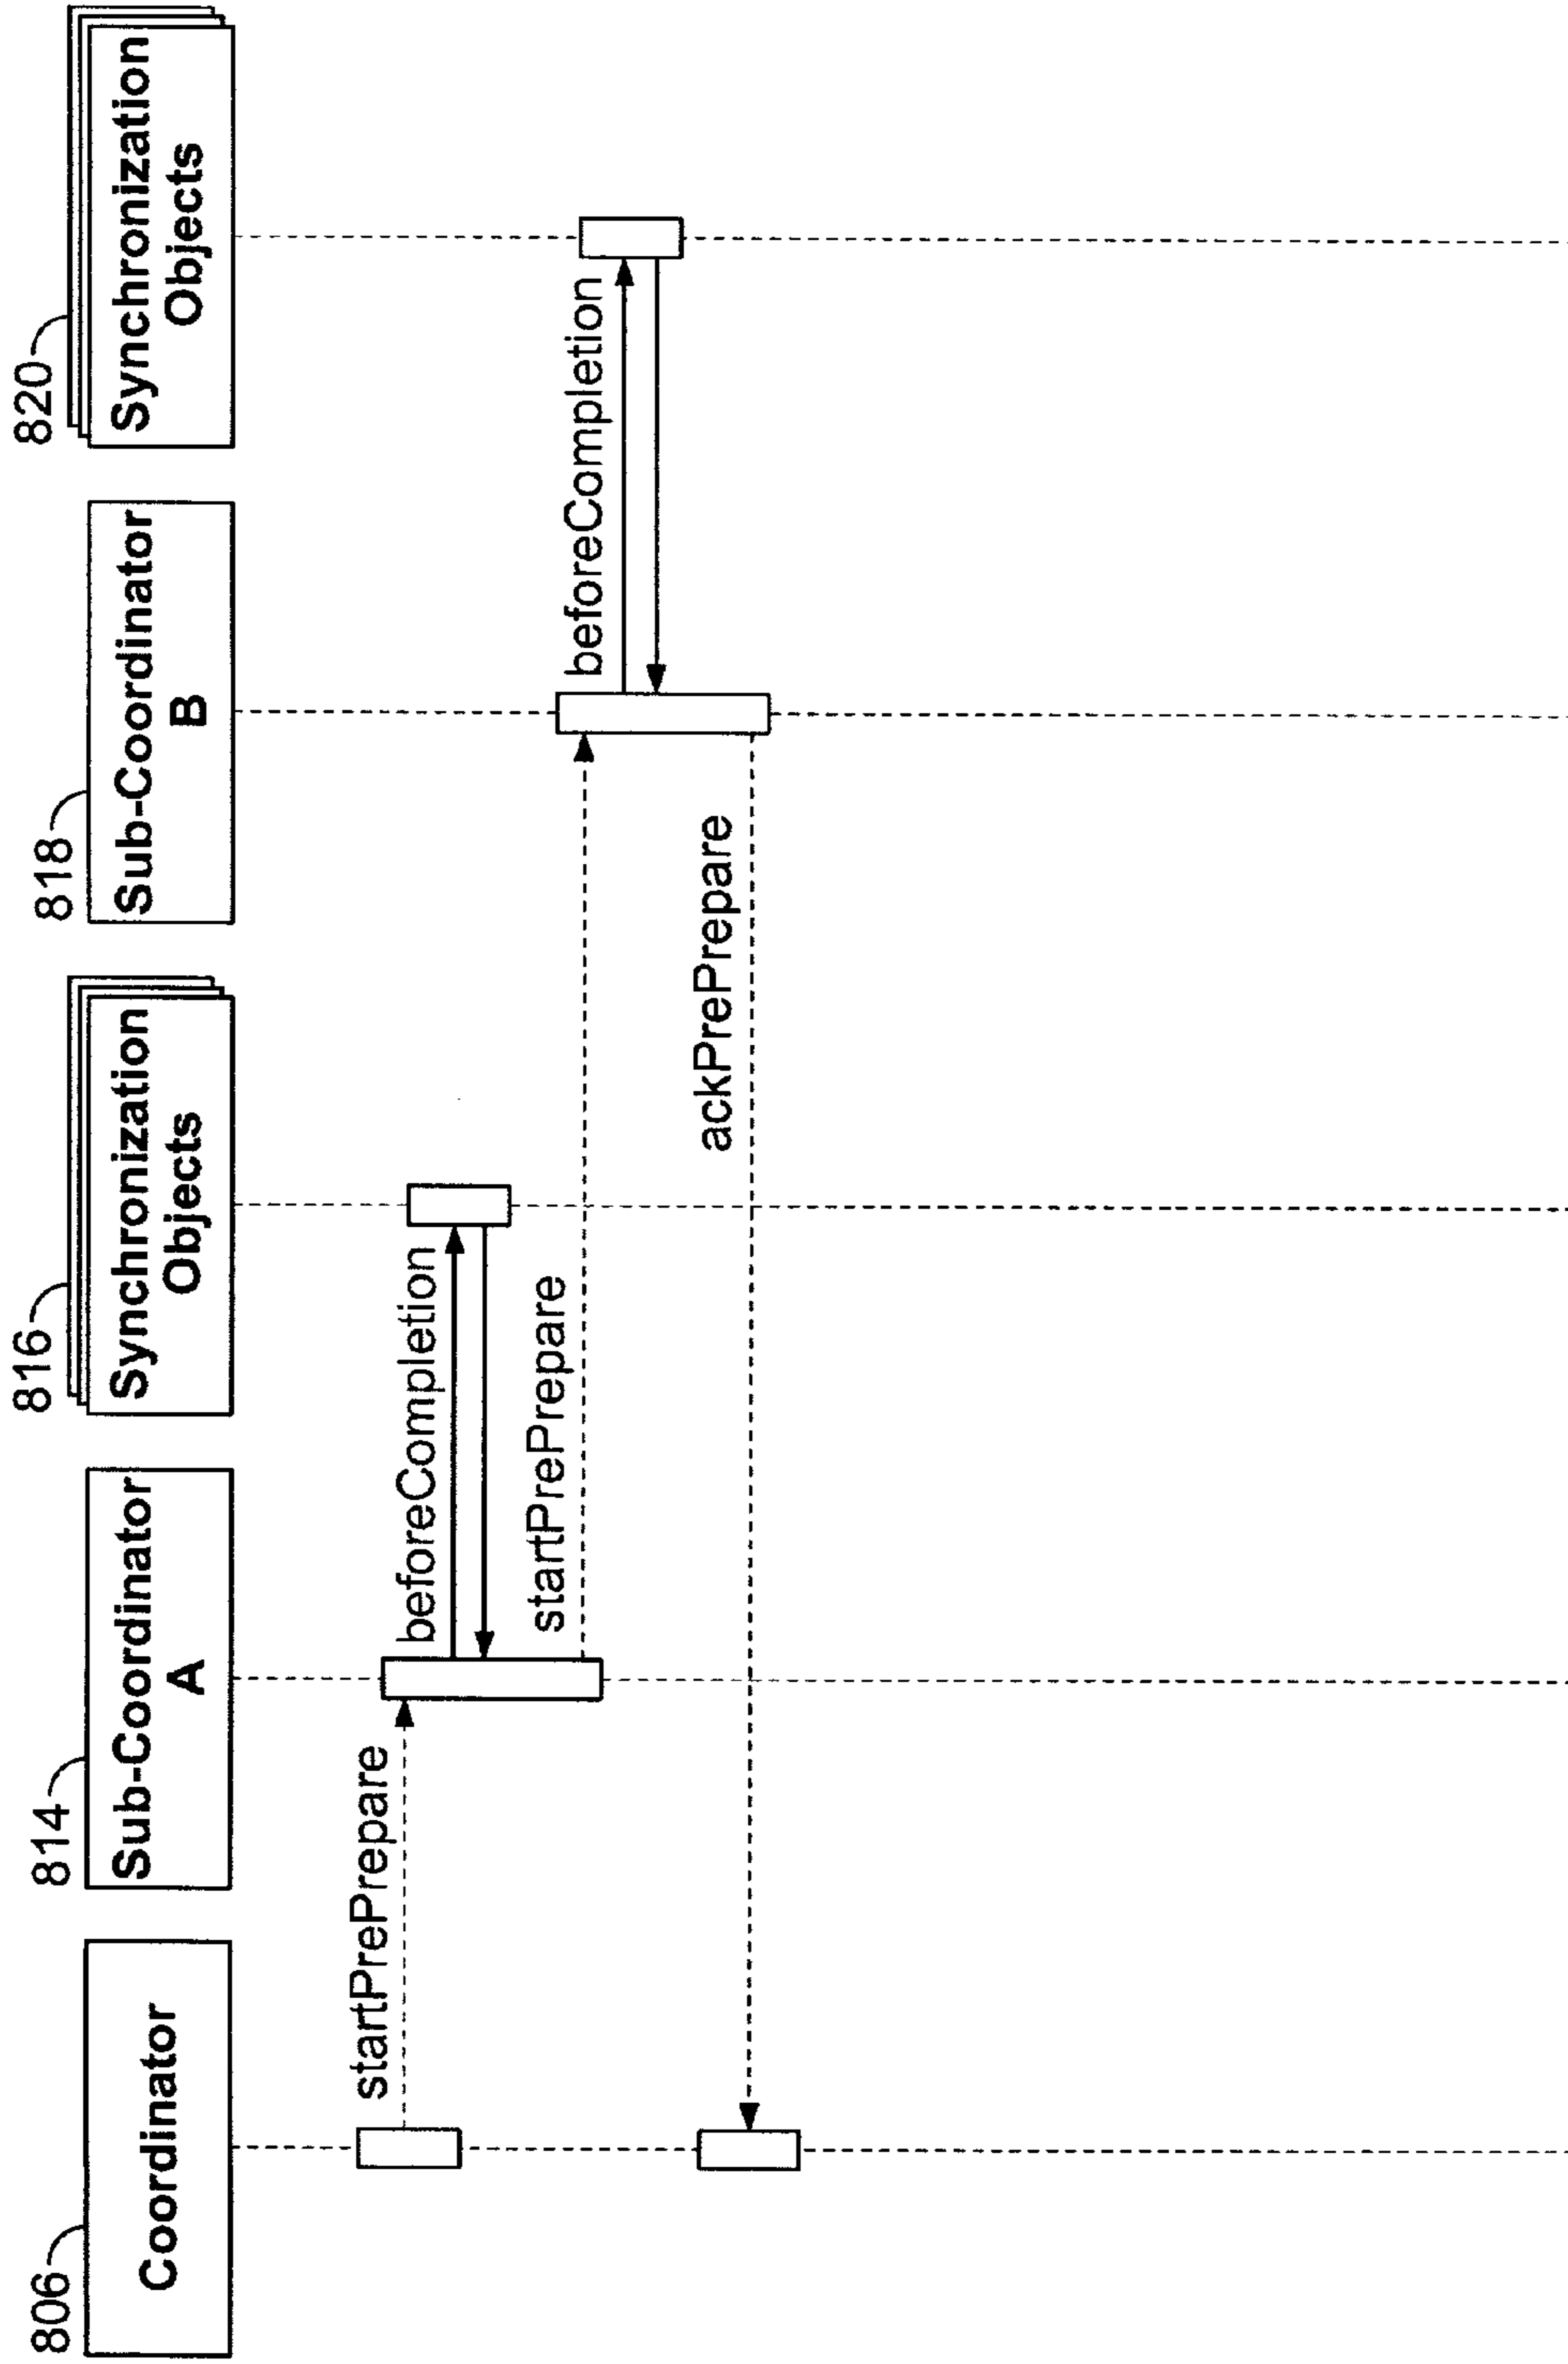 806
Coordinator
814
Sub-Coordinator
A
816
Synchronization
Objects
818
Sub-Coordinator
B
820
Synchronization
Objects
startPrePrepare
beforeCompletion
startPrePrepare
beforeCompletion
ackPrePrepare